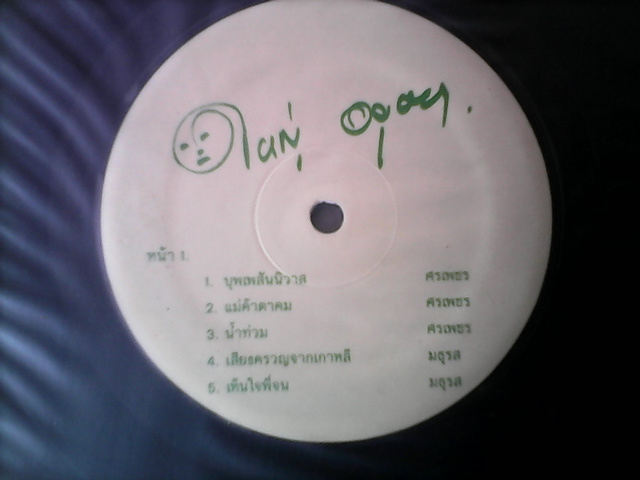 หน้า 1.
1. บุพเพสันนิวาส ศรเพชร
2. แม่ค้าตาคม ศรเพชร
3. น้ำท่วม ศรเพชร
4. เสียงครวญจากเกาหลี มธุรส
5. เห็นใจพี่จน มธุรส